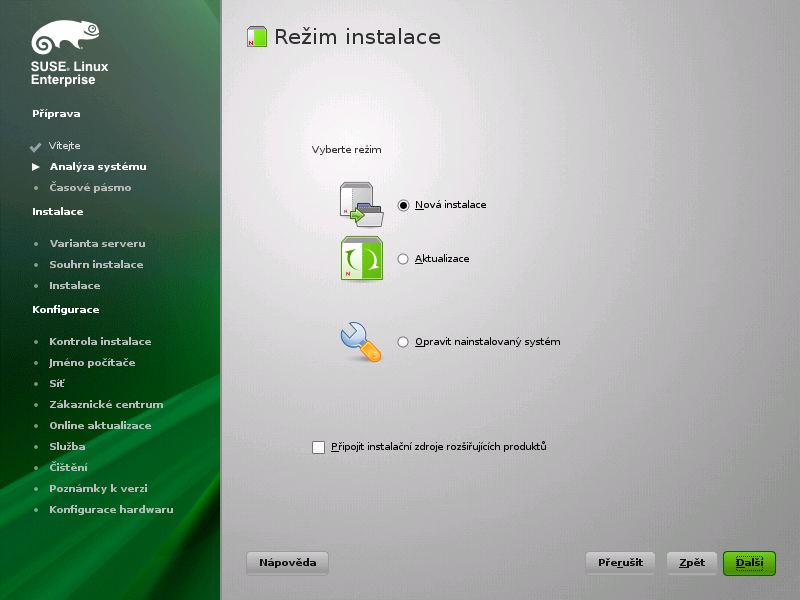 SUSE® Linux
Enterprise
Příprava
Vítejte
Analýza systému
Časové pásmo
Instalace
Varianta serveru
Souhrn instalace
Instalace
Konfigurace
Kontrola instalace
Jméno počítače
Síť
Zákaznické centrum
Online aktualizace
Služba
Čištění
Poznámky k verzi
Konfigurace hardwaru
Režim instalace
Vyberte režim
Nová instalace
Aktualizace
Opravit nainstalovaný systém
Připojit instalační zdroje rozšiřujících produktů
Nápověda
Přerušit
Zpět
Další